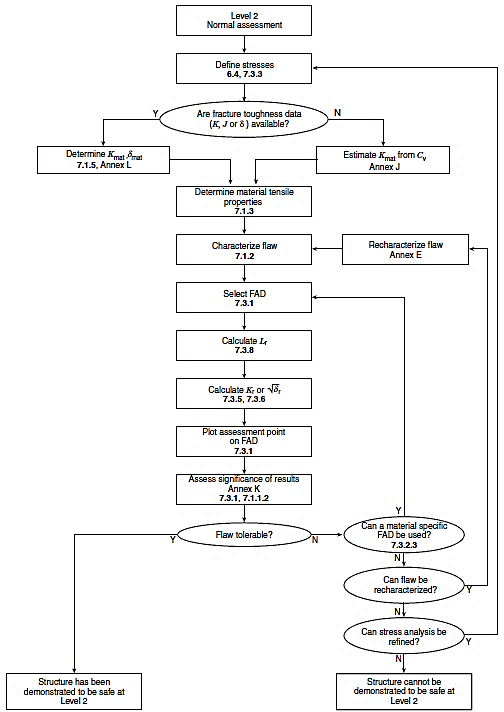 Level 2
Normal assessment
Define stresses
6.4, 7.3.3
Are fracture toughness data
(K, J or δ ) available?
Y
N
Determine Kmat,δmat
7.1.5, Annex L
Estimate Kmat from Cv
Annex J
Determine material tensile
properties
7.1.3
Characterize flaw
7.1.2
Recharacterize flaw
Annex E
Select FAD
7.3.1
Calculate Lr
7.3.8
Calculate Kr or √δr
7.3.5, 7.3.6
Plot assessment point
on FAD
7.3.1
Assess significance of results
Annex K
7.3.1, 7.1.1.2
Flaw tolerable?
Y
N
Y
Can a material specific
FAD be used?
7.3.2.3
N
Can flaw be
recharacterized?
Y
N
Can stress analysis be
refined?
Y
N
Structure has been
demonstrated to be safe at
Level 2
Structure cannot be
demonstrated to be safe at
Level 2